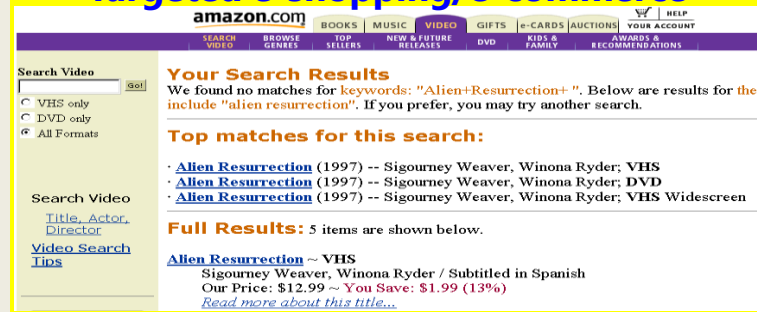 Targeted e-shopping/e-commerce
amazon.com
BOOKS MUSIC VIDEO GIFTS e-CARDS AUCTIONS HELP YOUR ACCOUNT
SEARCH VIDEO BROWSE GENRES TOP SELLERS NEW & FUTURE RELEASES DVD KIDS & FAMILY AWARDS & RECOMMENDATIONS
Search Video
Go!
VHS only
DVD only
All Formats
Search Video
Title, Actor,
Director
Video Search
Tips
Your Search Results
We found no matches for keywords: "Alien+Resurrection+ ". Below are results for the
include "alien resurrection". If you prefer, you may try another search.
Top matches for this search:
· Alien Resurrection (1997) -- Sigourney Weaver, Winona Ryder; VHS
· Alien Resurrection (1997) -- Sigourney Weaver, Winona Ryder; DVD
· Alien Resurrection (1997) -- Sigourney Weaver, Winona Ryder; VHS Widescreen
Full Results: 5 items are shown below.
Alien Resurrection ~ VHS
Sigourney Weaver, Winona Ryder / Subtitled in Spanish
Our Price: $12.99 ~ You Save: $1.99 (13%)
Read more about this title...